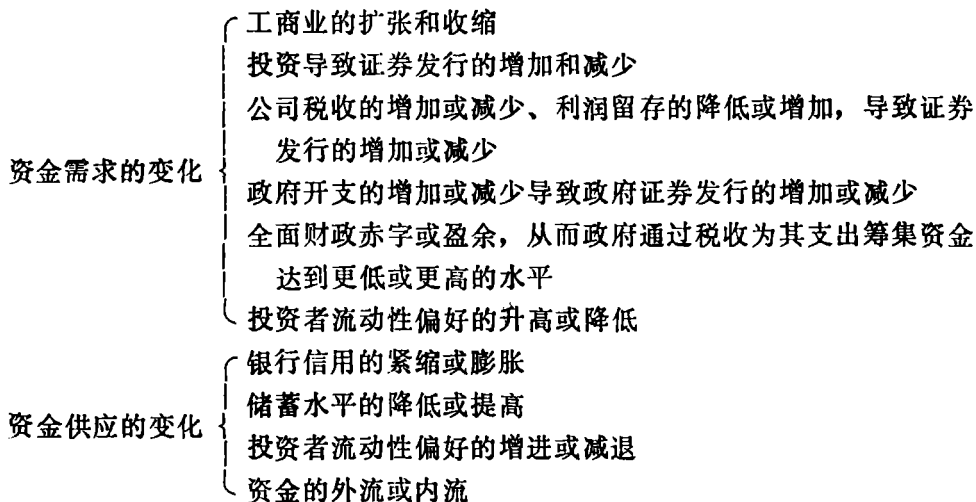 工商业的扩张和收缩
投资导致证券发行的增加和减少
公司税收的增加或减少、利润留存的降低或增加，导致证券
发行的增加或减少
资金需求的变化
政府开支的增加或减少导致政府证券发行的增加或减少
全面财政赤字或盈余，从而政府通过税收为其支出筹集资金
达到更低或更高的水平
投资者流动性偏好的升高或降低
银行信用的紧缩或膨胀
储蓄水平的降低或提高
资金供应的变化
投资者流动性偏好的增进或减退
资金的外流或内流